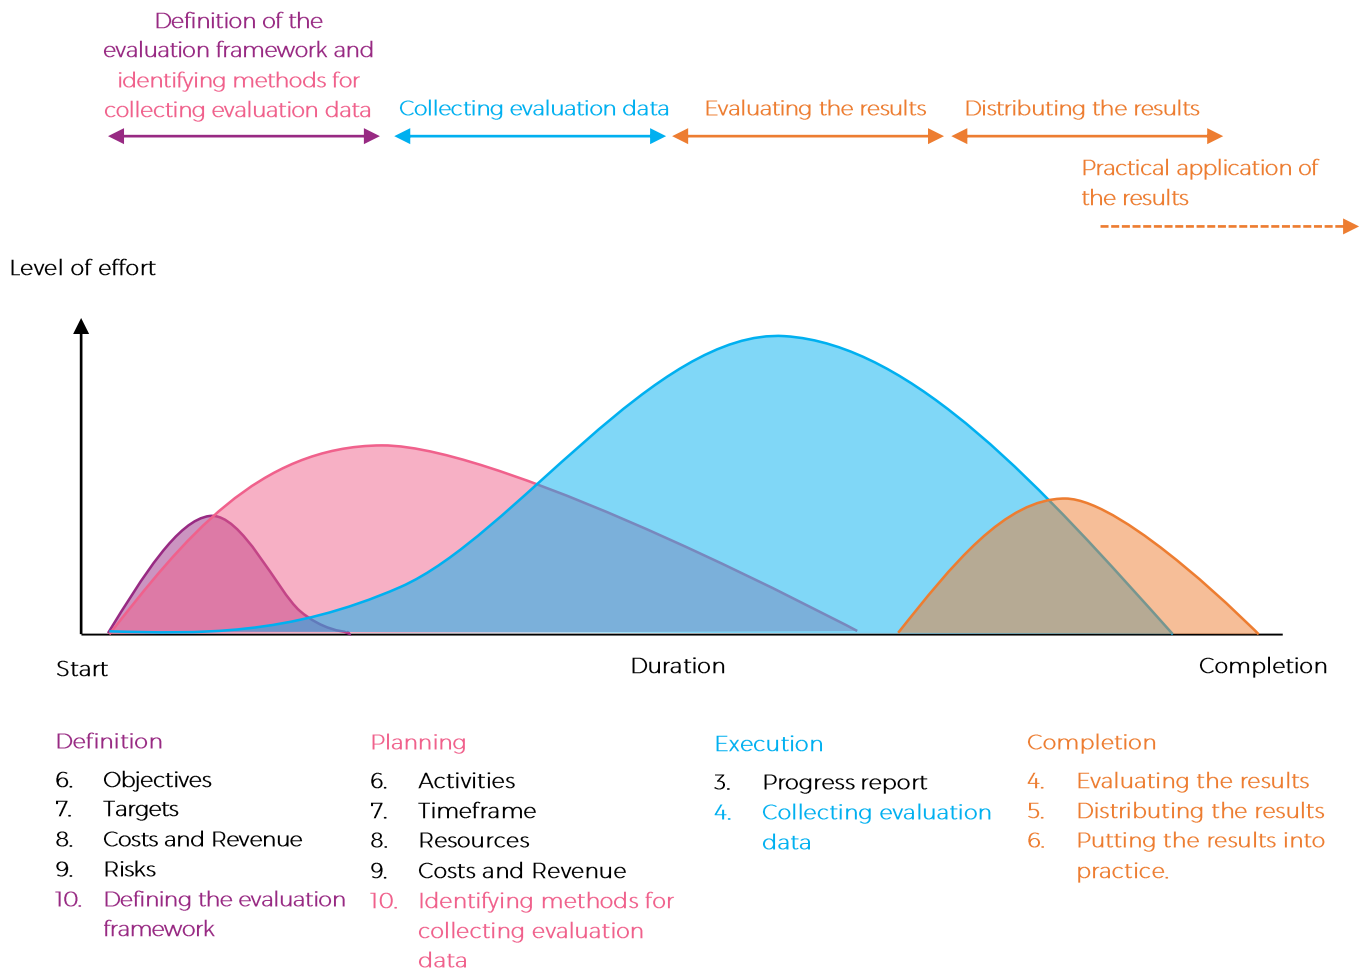 Definition of the
evaluation framework and
identifying methods for
collecting evaluation data
Collecting evaluation data
Evaluating the results
Distributing the results
Practical application of
the results
Level of effort
Start
Duration
Completion
Definition
6. Objectives
7. Targets
8. Costs and Revenue
9. Risks
10. Defining the evaluation
framework
Planning
6. Activities
7. Timeframe
8. Resources
9. Costs and Revenue
10. Identifying methods for
collecting evaluation
data
Execution
3. Progress report
4. Collecting evaluation
data
Completion
4. Evaluating the results
5. Distributing the results
6. Putting the results into
practice.